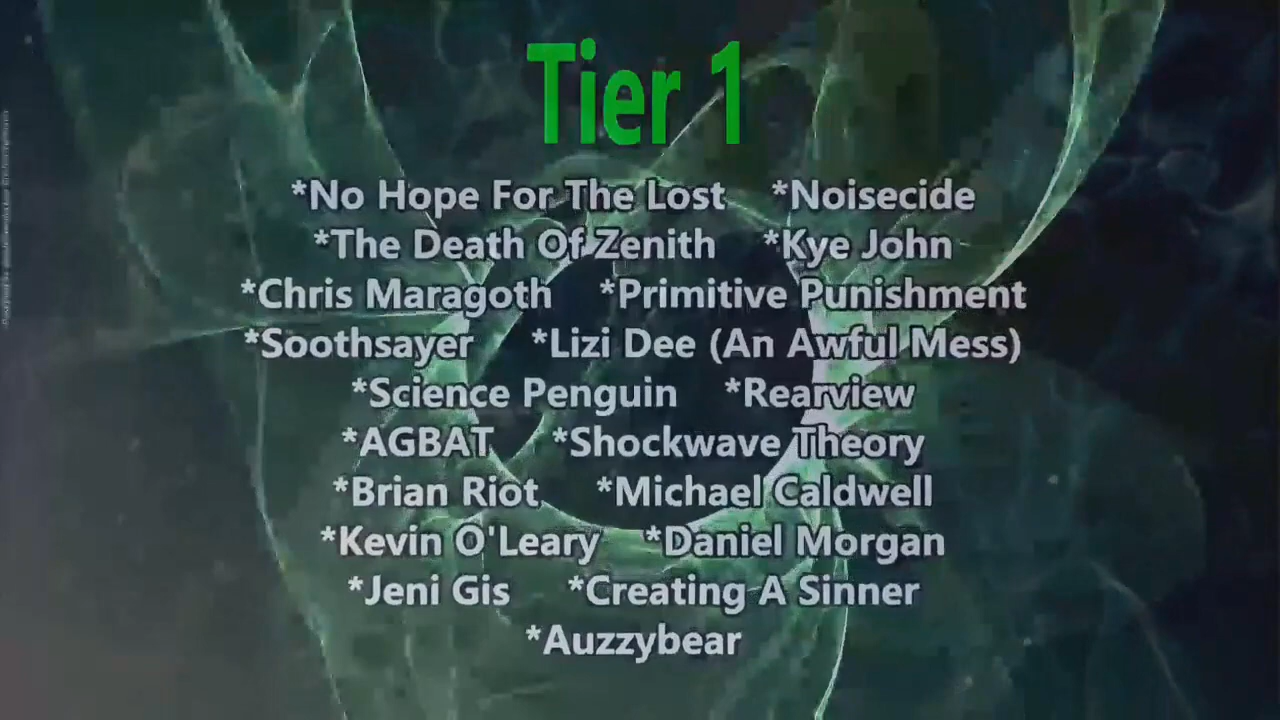 Tier 1
*No Hope For The Lost *Noisecide
*The Death Of Zenith *Kye John
*Chris Maragoth *Primitive Punishment
*Soothsayer *Lizi Dee (An Awful Mess)
*Science Penguin *Rearview
*AGBAT *Shockwave Theory
*Brian Riot *Michael Caldwell
*Kevin O'Leary *Daniel Morgan
*Jeni Gis *Creating A Sinner
*Auzzybear